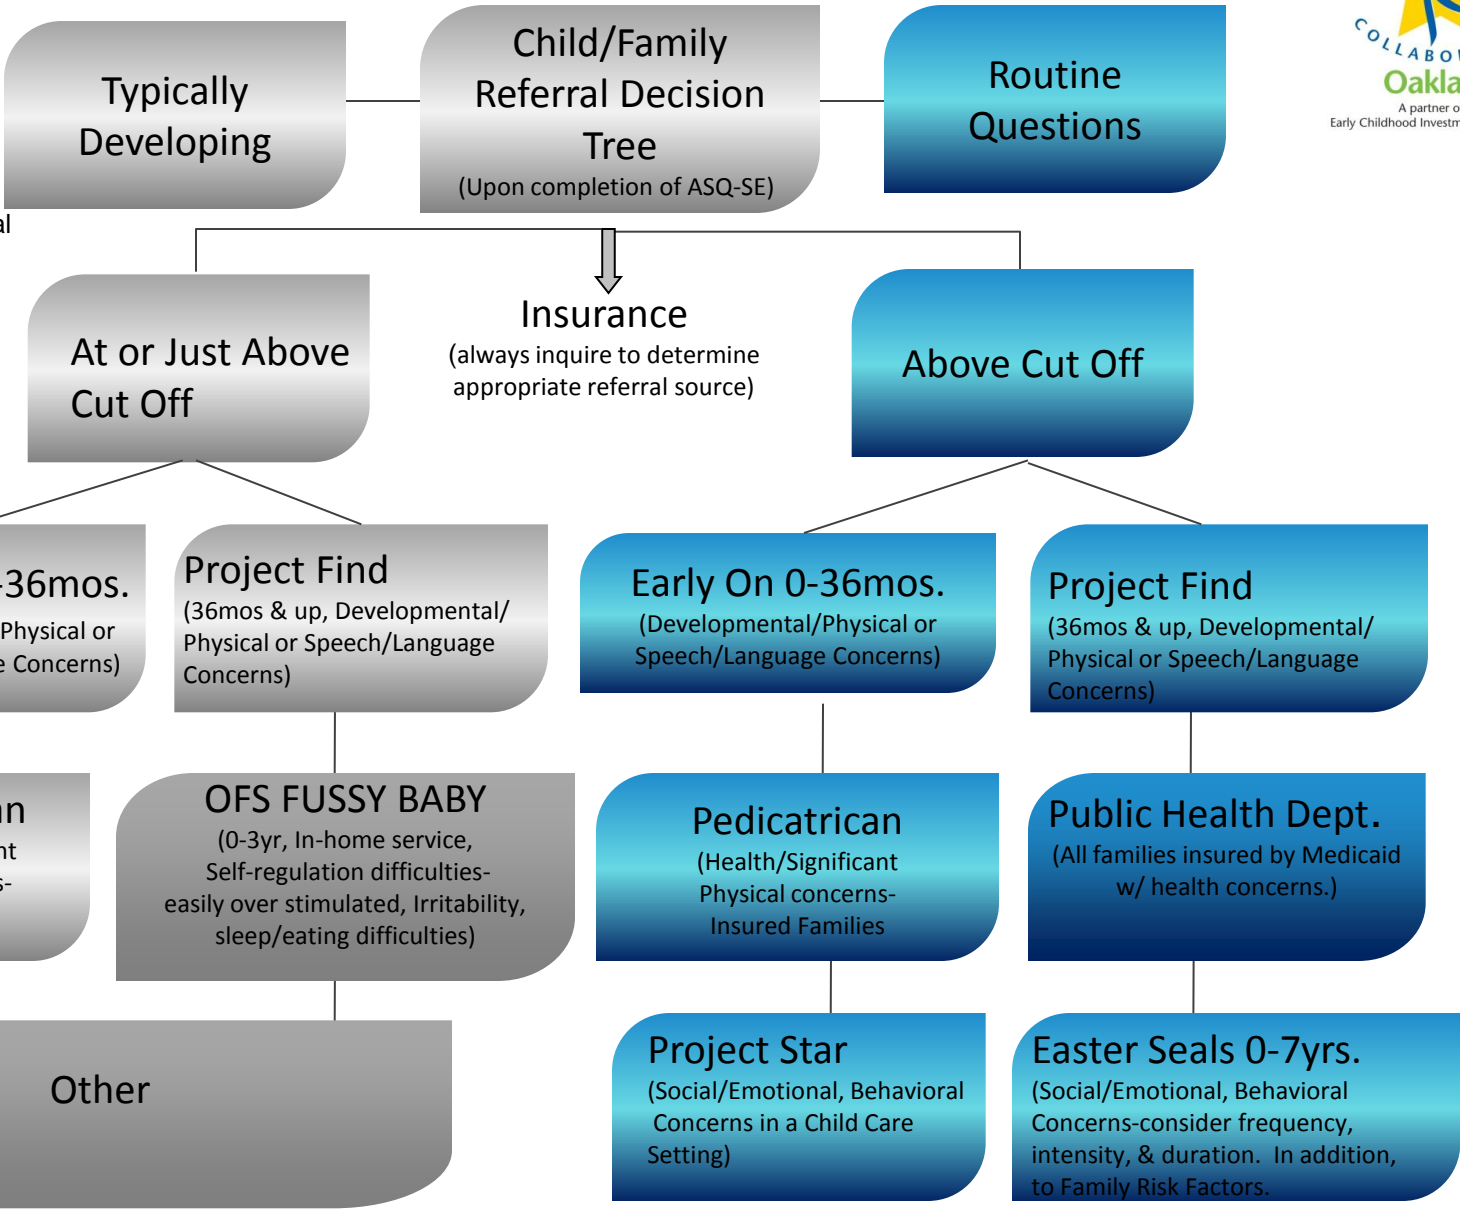 Typically
Developing
Child/Family
Referral Decision
Tree
(Upon completion of ASQ-SE)
Routine
Questions
COLLABO
Oakla
A partner o
Early Childhood Investm
al
At or Just Above
Cut Off
Insurance
(always inquire to determine
appropriate referral source)
Above Cut Off
-36mos.
Physical or
e Concerns)
Project Find
(36mos & up, Developmental/
Physical or Speech/Language
Concerns)
Early On 0-36mos.
(Developmental/Physical or
Speech/Language Concerns)
Project Find
(36mos & up, Developmental/
Physical or Speech/Language
Concerns)
an
nt
s-
OFS FUSSY BABY
(0-3yr, In-home service,
Self-regulation difficulties-
easily over stimulated, Irritability,
sleep/eating difficulties)
Pedicatrican
(Health/Significant
Physical concerns-
Insured Families
Public Health Dept.
(All families insured by Medicaid
w/ health concerns.)
Other
Project Star
(Social/Emotional, Behavioral
Concerns in a Child Care
Setting)
Easter Seals 0-7yrs.
(Social/Emotional, Behavioral
Concerns-consider frequency,
intensity, & duration. In addition,
to Family Risk Factors.